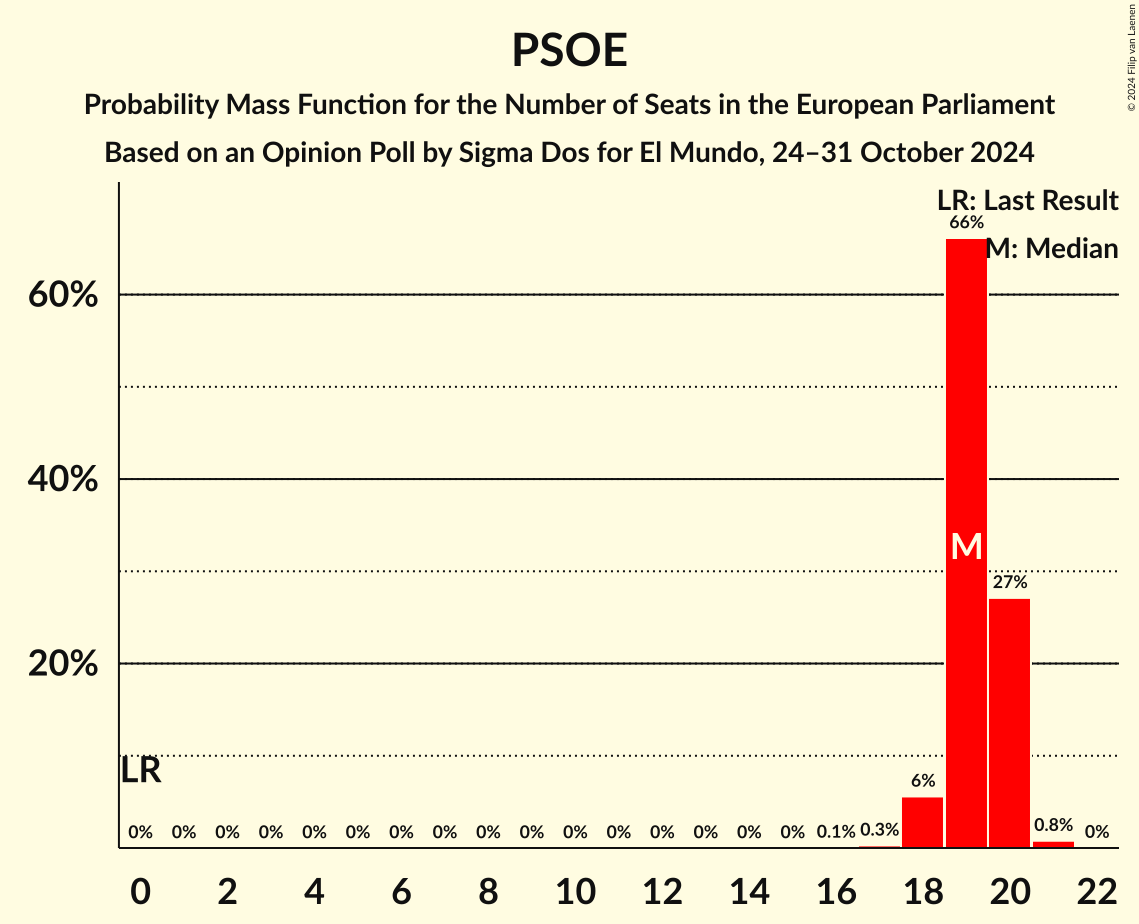 PSOE
Probability Mass Function for the Number of Seats in the European Parliament
Based on an Opinion Poll by Sigma Dos for El Mundo, 24–31 October 2024
© 2024 Filip van Laenen
LR: Last Result
66%
M: Median
60%
40%
M
27%
20%
LR
6%
0% 0% 0% 0% 0% 0% 0% 0% 0% 0% 0% 0% 0% 0% 0% 0% 0.1% 0.3% 0.8% 0%
0 2 4 6 8 10 12 14 16 18 20 22